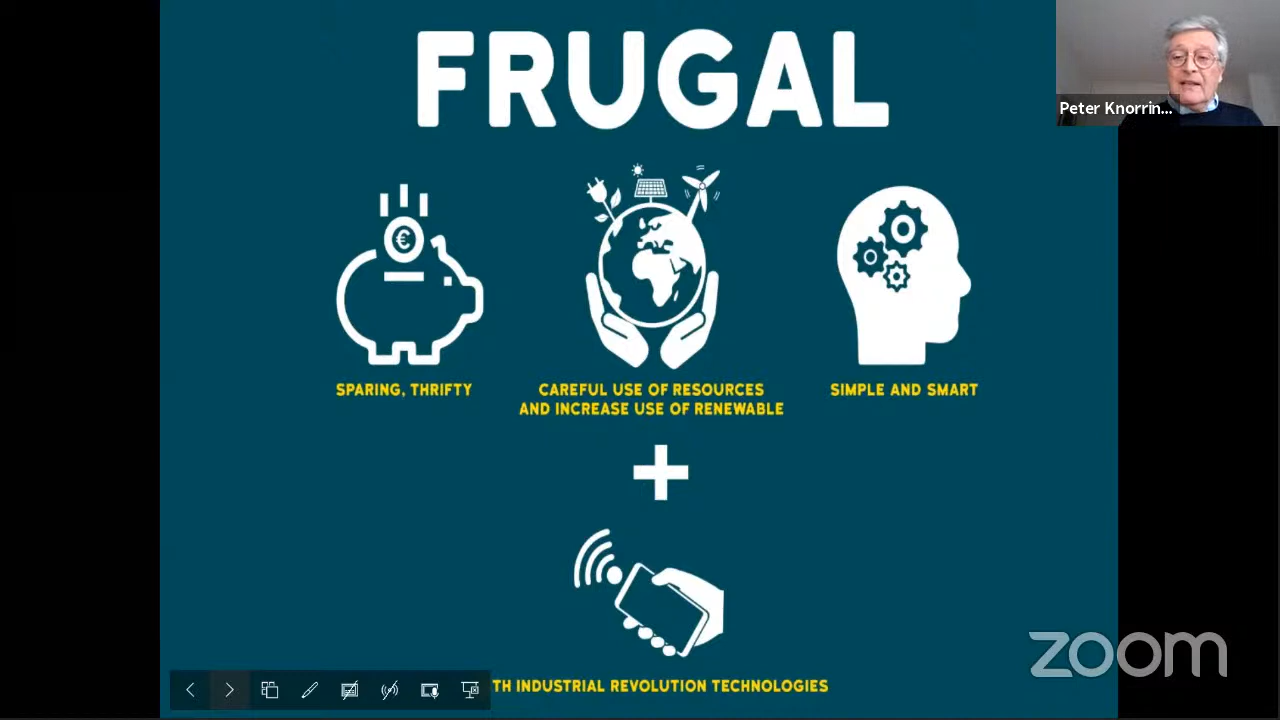 FRUGAL
Peter Knorrin...
€
SPARING, THRIFTY
CAREFUL USE OF RESOURCES
AND INCREASE USE OF RENEWABLE
SIMPLE AND SMART
+
TH INDUSTRIAL REVOLUTION TECHNOLOGIES
zoom